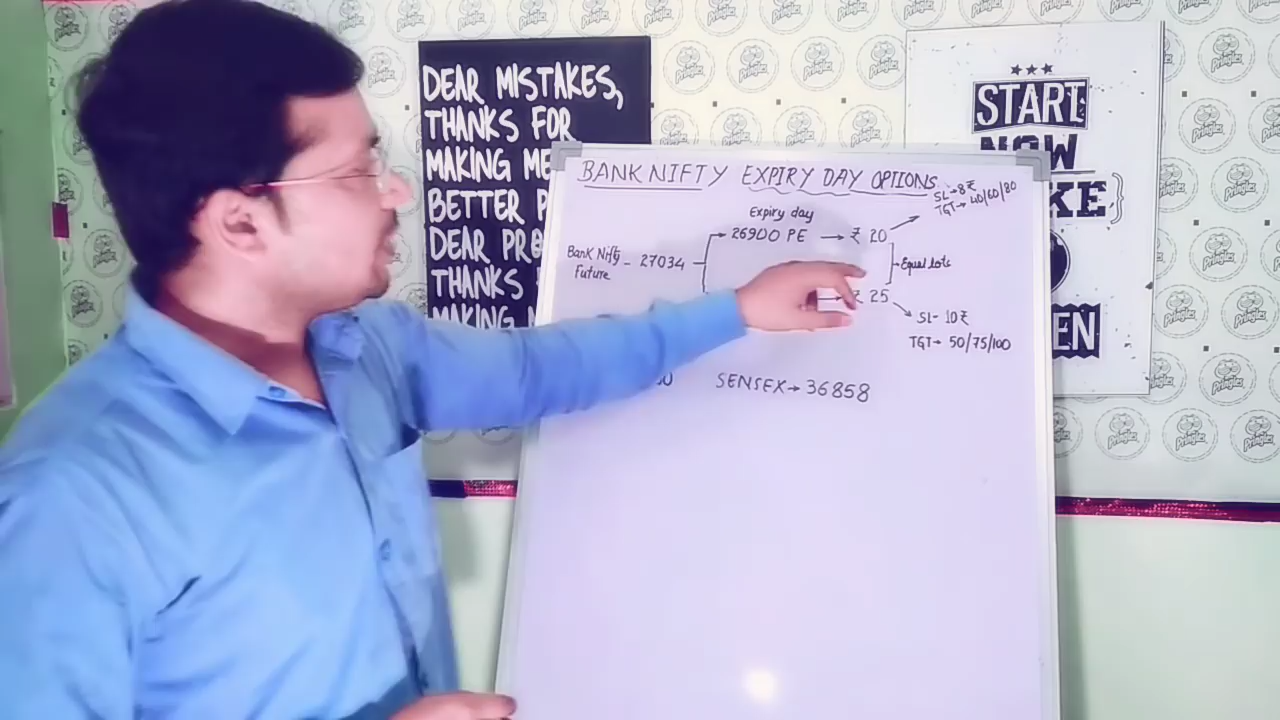 DEAR MISTAKES,
THANKS FOR
MAKING ME
BETTER
DEAR
THANKS
MAKING
START
NOW
BANK NIFTY EXPIRY DAY OPTIONS
SL→8₹
TGT→ 40/60/80
Expiry day
26900 PE → ₹ 20
Bank Nifty Future - 27034
Equal lots
₹ 25
SL- 10₹
TGT→ 50/75/100
SENSEX→ 36858
Pringles